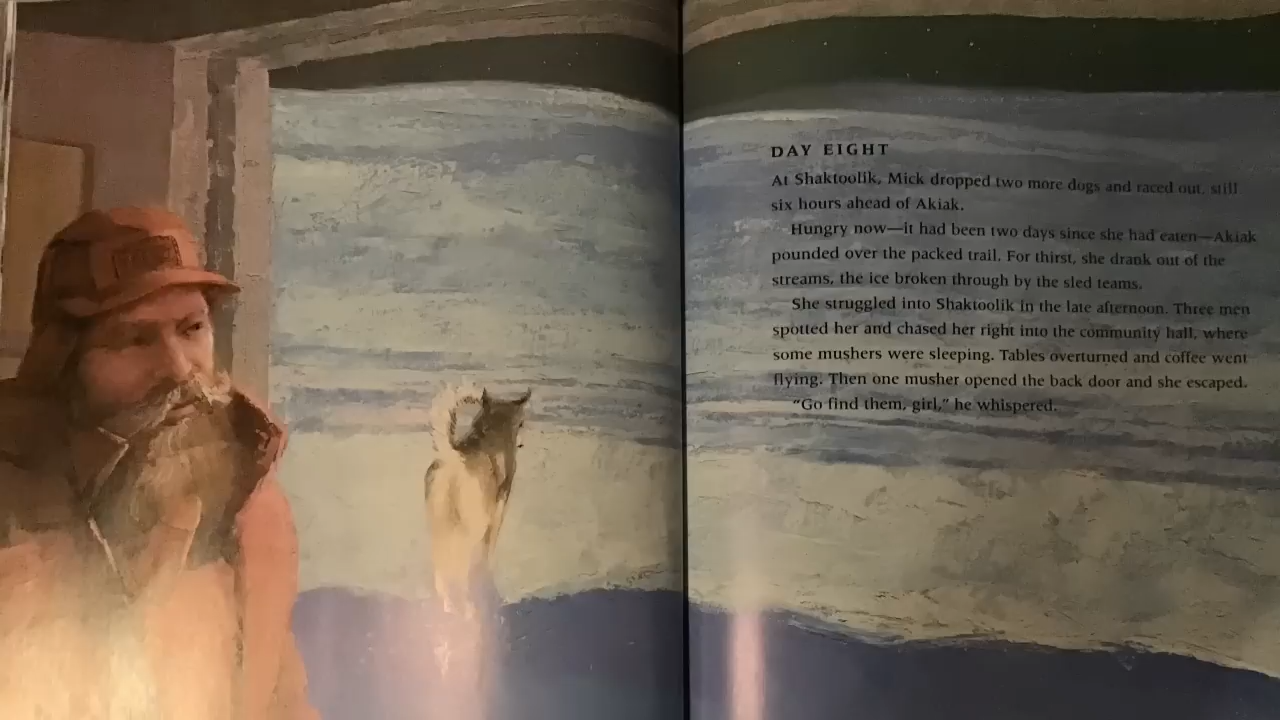 DAY EIGHT
At Shaktoolik, Mick dropped two more dogs and raced out, still
six hours ahead of Akiak.
Hungry now—it had been two days since she had eaten—Akiak
pounded over the packed trail. For thirst, she drank out of the
streams, the ice broken through by the sled teams.
She struggled into Shaktoolik in the late afternoon. Three men
spotted her and chased her right into the community hall, where
some mushers were sleeping. Tables overturned and coffee went
flying. Then one musher opened the back door and she escaped.
"Go find them, girl," he whispered.